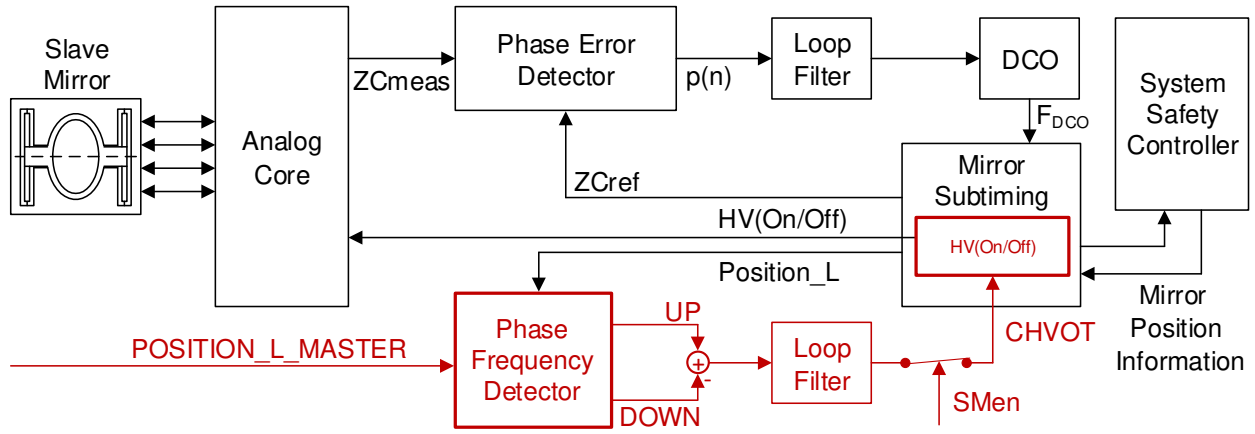 Slave
Mirror
Analog
Core
ZCmeas
Phase Error
Detector
p(n)
Loop
Filter
DCO
F_DCO
System
Safety
Controller
ZCref
Mirror
Subtiming
HV(On/Off)
HV(On/Off)
Position_L
Mirror
Position
Information
POSITION_L_MASTER
Phase
Frequency
Detector
UP
+
-
DOWN
Loop
Filter
CHVOT
SMen